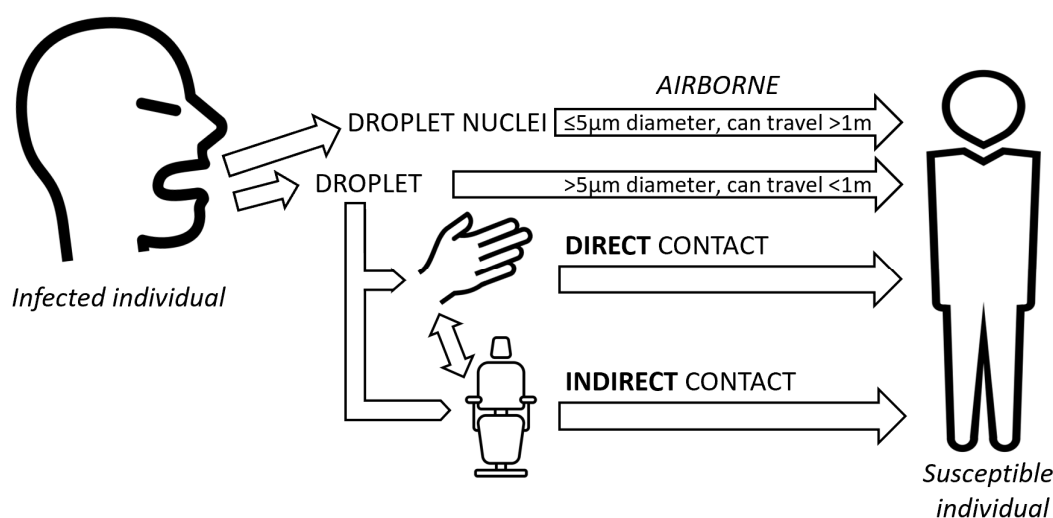 AIRBORNE
DROPLET NUCLEI
≤5µm diameter, can travel >1m
DROPLET
>5µm diameter, can travel <1m
DIRECT CONTACT
Infected individual
INDIRECT CONTACT
Susceptible
individual